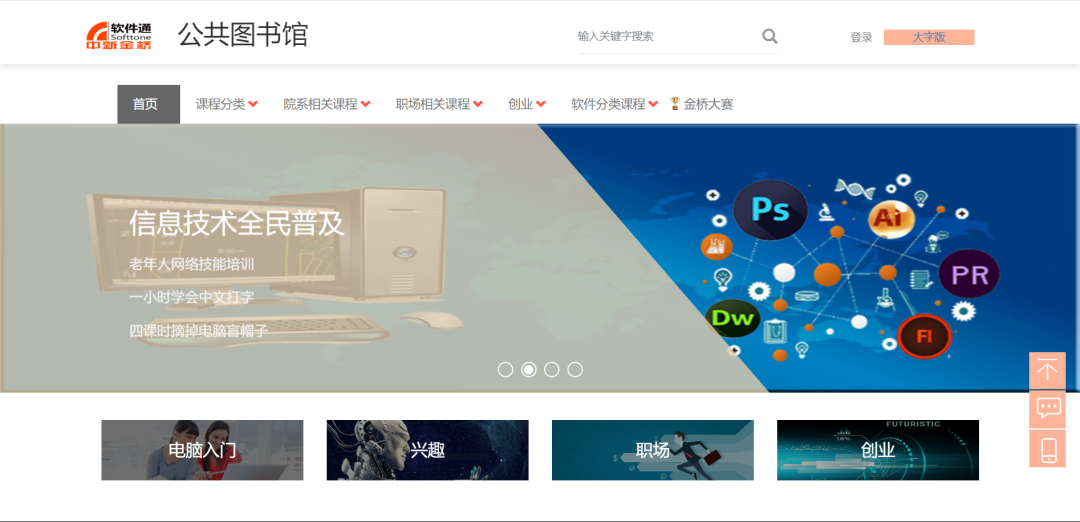 软件通
Softtone
中新金桥
公共图书馆
输入关键字搜索
登录
大字版
首页
课程分类
院系相关课程
职场相关课程
创业
软件分类课程
金桥大赛
信息技术全民普及
老年人网络技能培训
一小时学会中文打字
四课时摘掉电脑盲帽子
Ps
Ai
PR
Dw
Fl
电脑入门
兴趣
职场
创业
FUTURISTIC